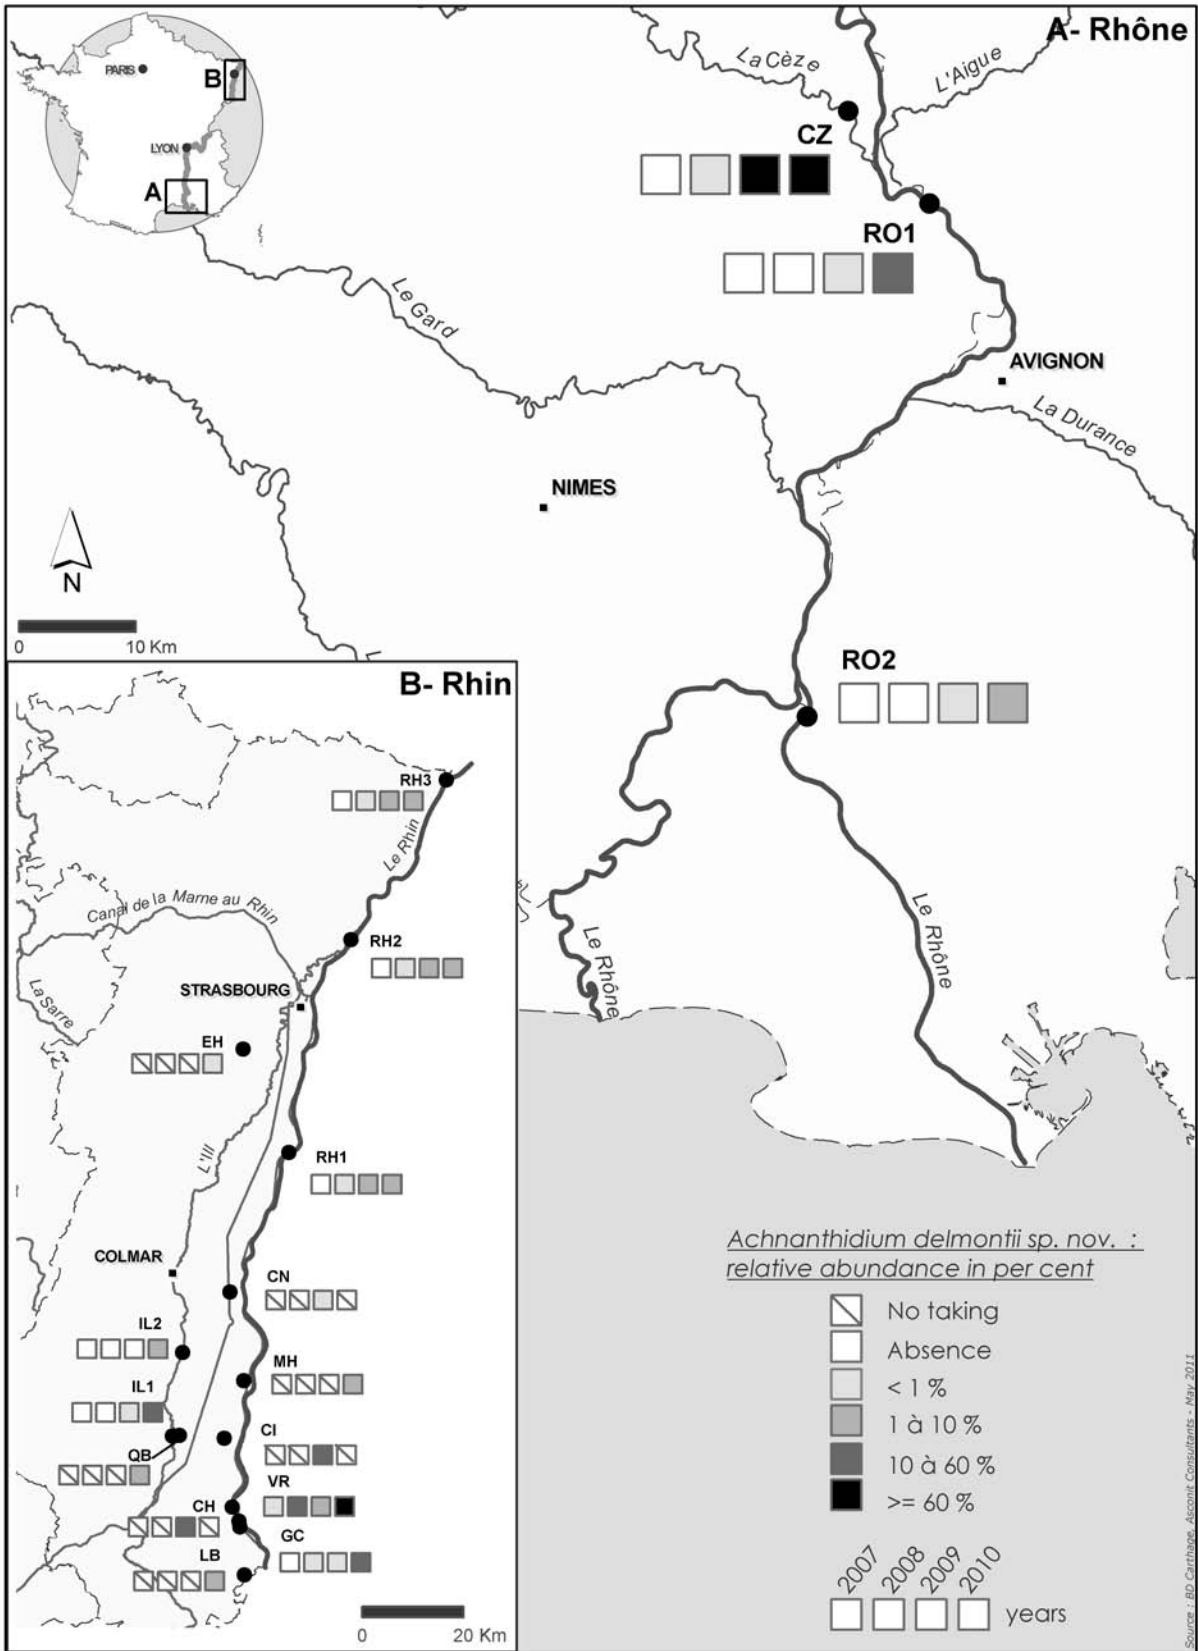 A- Rhône
PARIS
B
LYON
A
La Cèze
L'Aigue
CZ
RO1
Le Gard
AVIGNON
La Durance
NIMES
N
0 10 Km
RO2
Le Rhône
Le Rhône
B- Rhin
RH3
Le Rhin
Canal de la Marne au Rhin
RH2
La Sarre
STRASBOURG
EH
L'Ill
RH1
COLMAR
CN
IL2
MH
IL1
CI
QB
VR
CH
GC
LB
0 20 Km
Achnanthidium delmontii sp. nov. :
relative abundance in per cent
No taking
Absence
< 1 %
1 à 10 %
10 à 60 %
>= 60 %
2007 2008 2009 2010
years
Source : BD Carthage, Asconit Consultants - May 2011